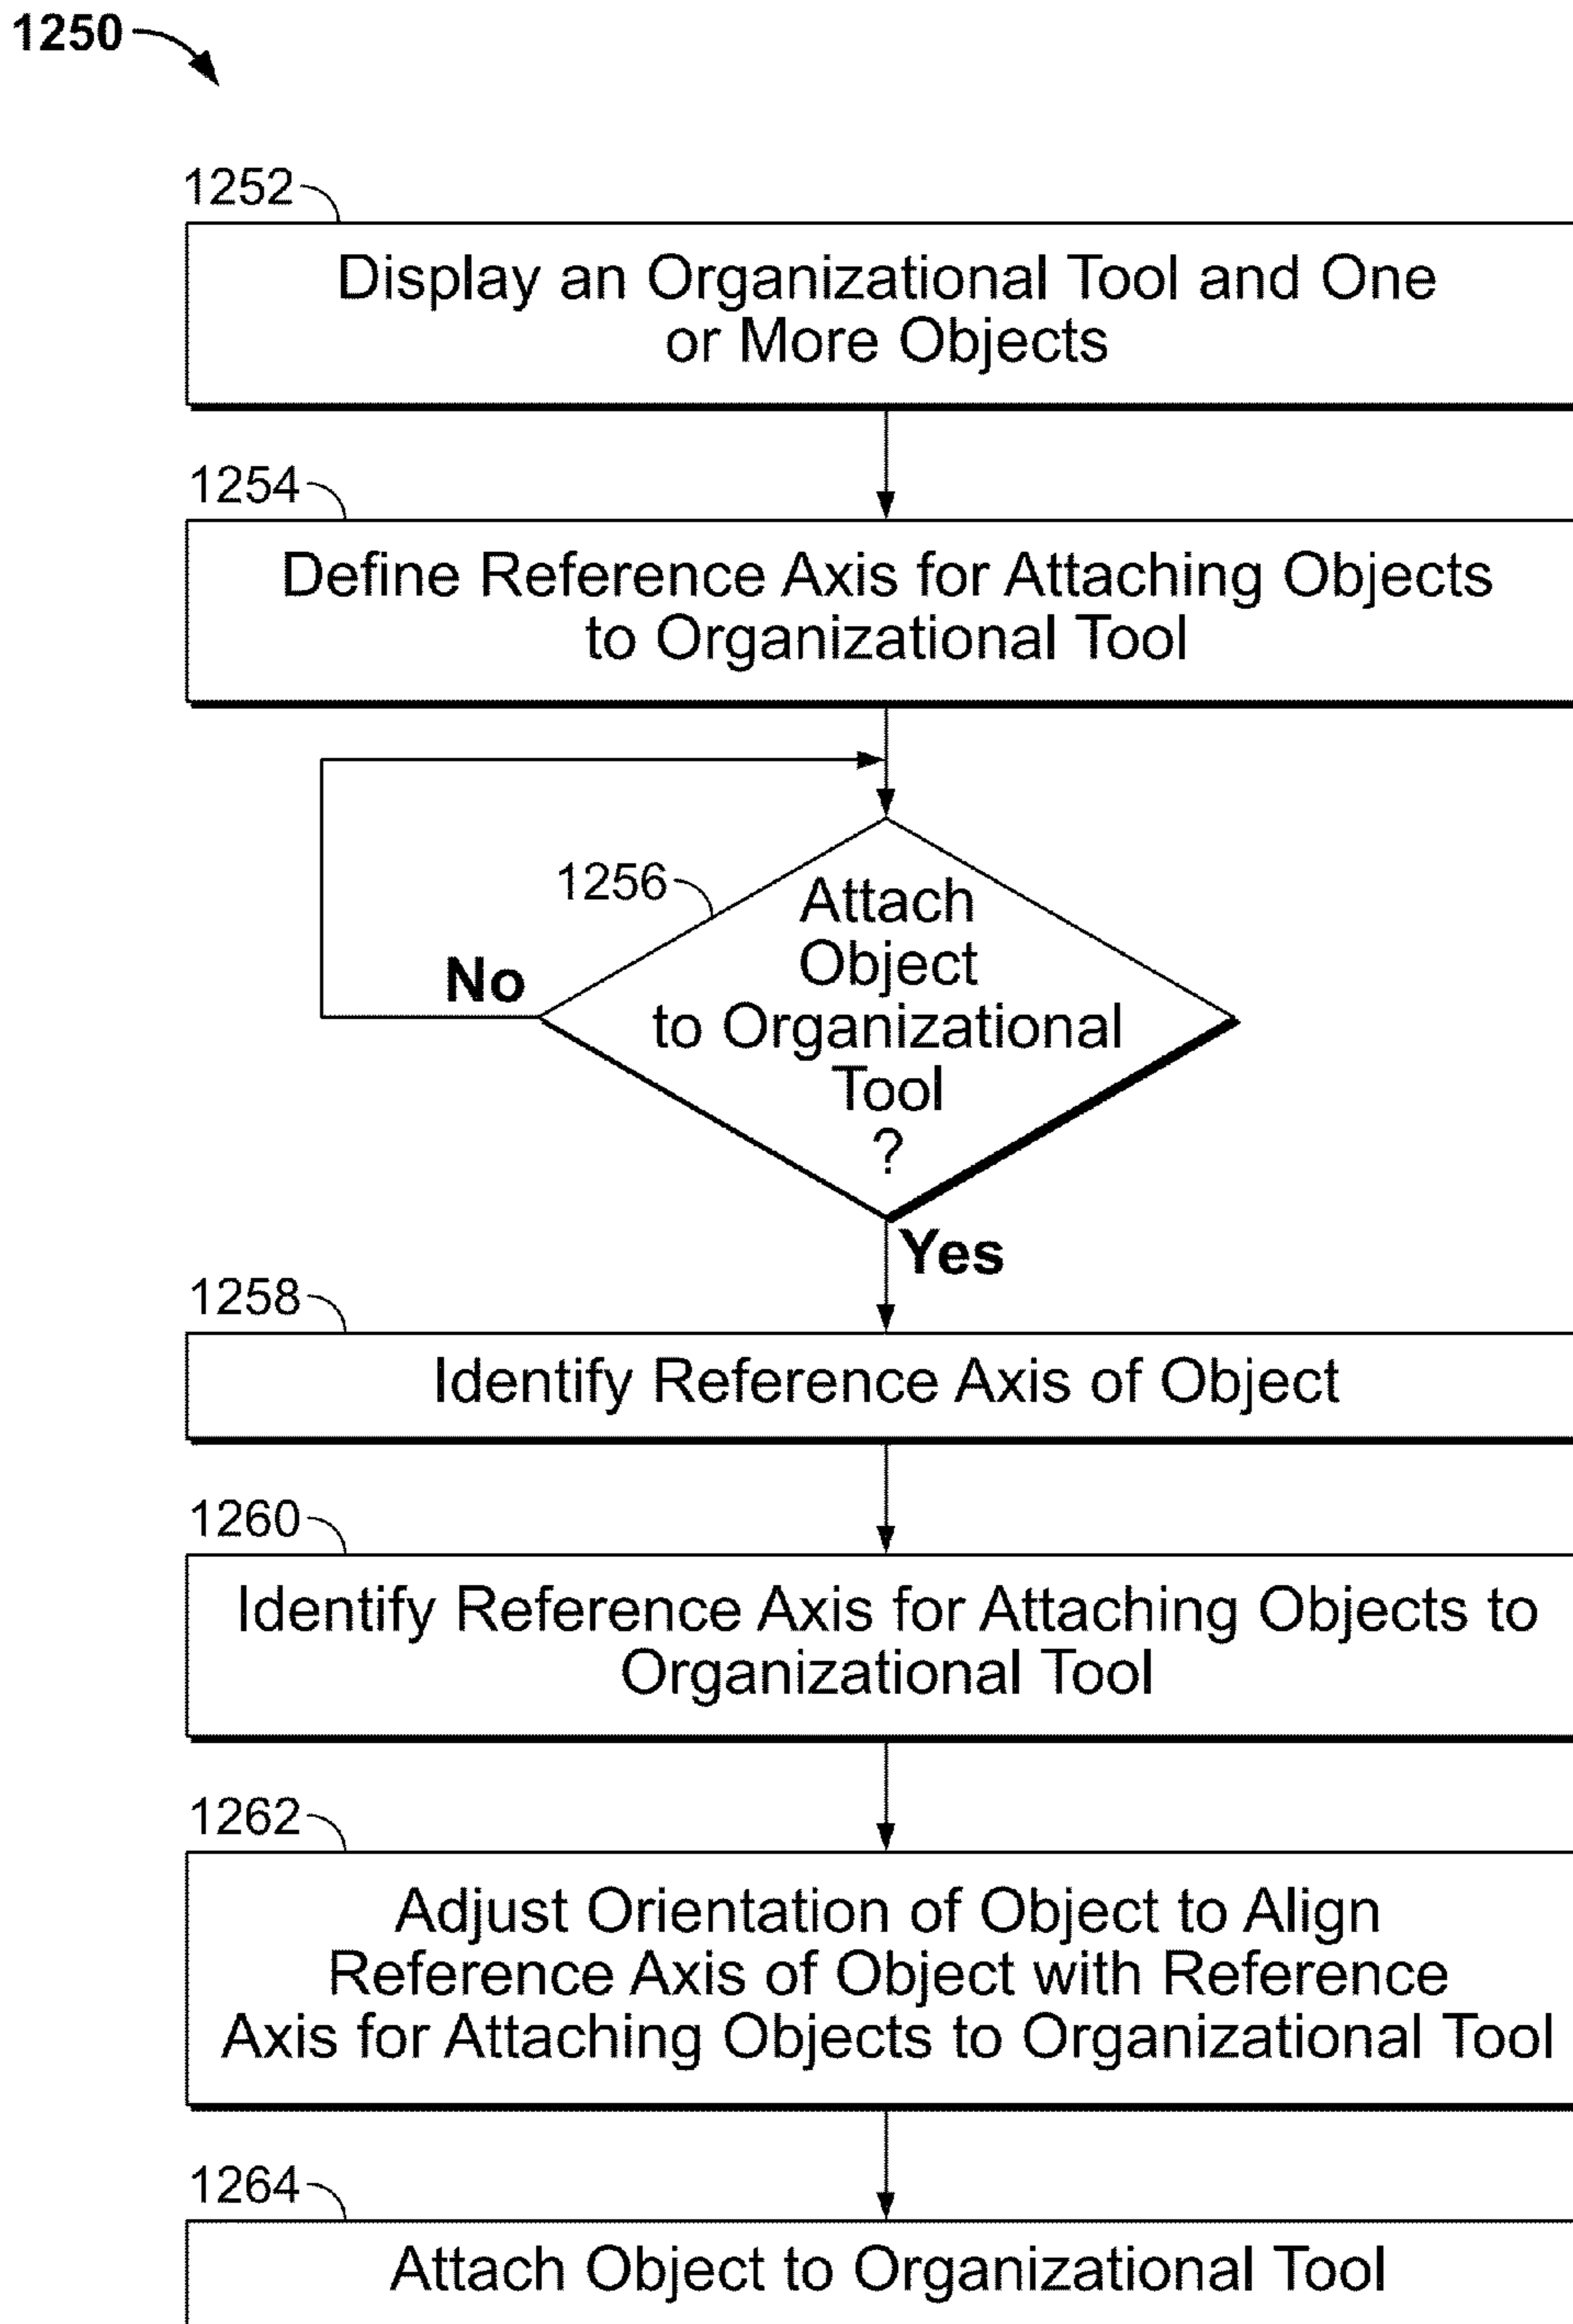 1250
1252
Display an Organizational Tool and One
or More Objects
1254
Define Reference Axis for Attaching Objects
to Organizational Tool
1256
Attach
Object
to Organizational
Tool
?
No
Yes
1258
Identify Reference Axis of Object
1260
Identify Reference Axis for Attaching Objects to
Organizational Tool
1262
Adjust Orientation of Object to Align
Reference Axis of Object with Reference
Axis for Attaching Objects to Organizational Tool
1264
Attach Object to Organizational Tool